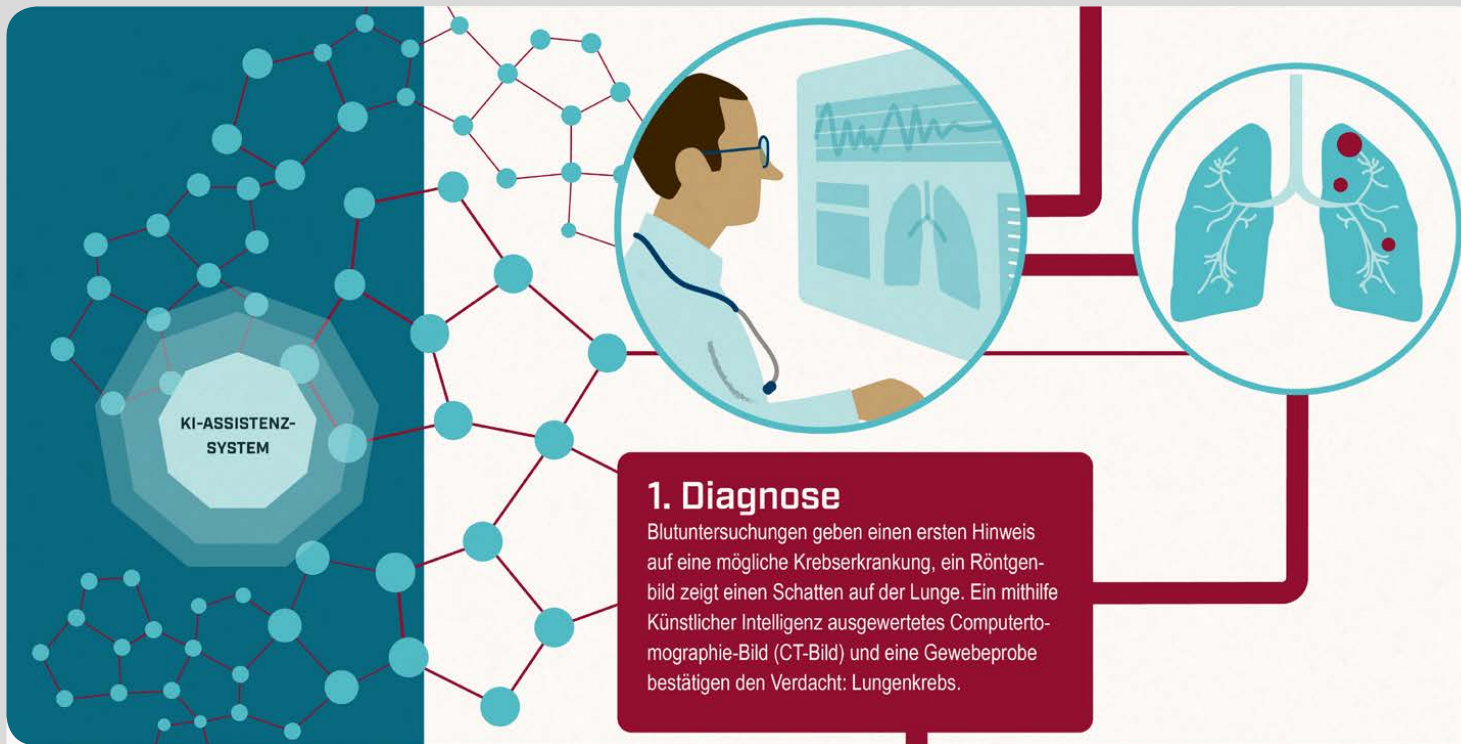 KI-ASSISTENZ-
SYSTEM
1. Diagnose
Blutuntersuchungen geben einen ersten Hinweis
auf eine mögliche Krebserkrankung, ein Röntgen-
bild zeigt einen Schatten auf der Lunge. Ein mithilfe
Künstlicher Intelligenz ausgewertetes Computerto-
mographie-Bild (CT-Bild) und eine Gewebeprobe
bestätigen den Verdacht: Lungenkrebs.